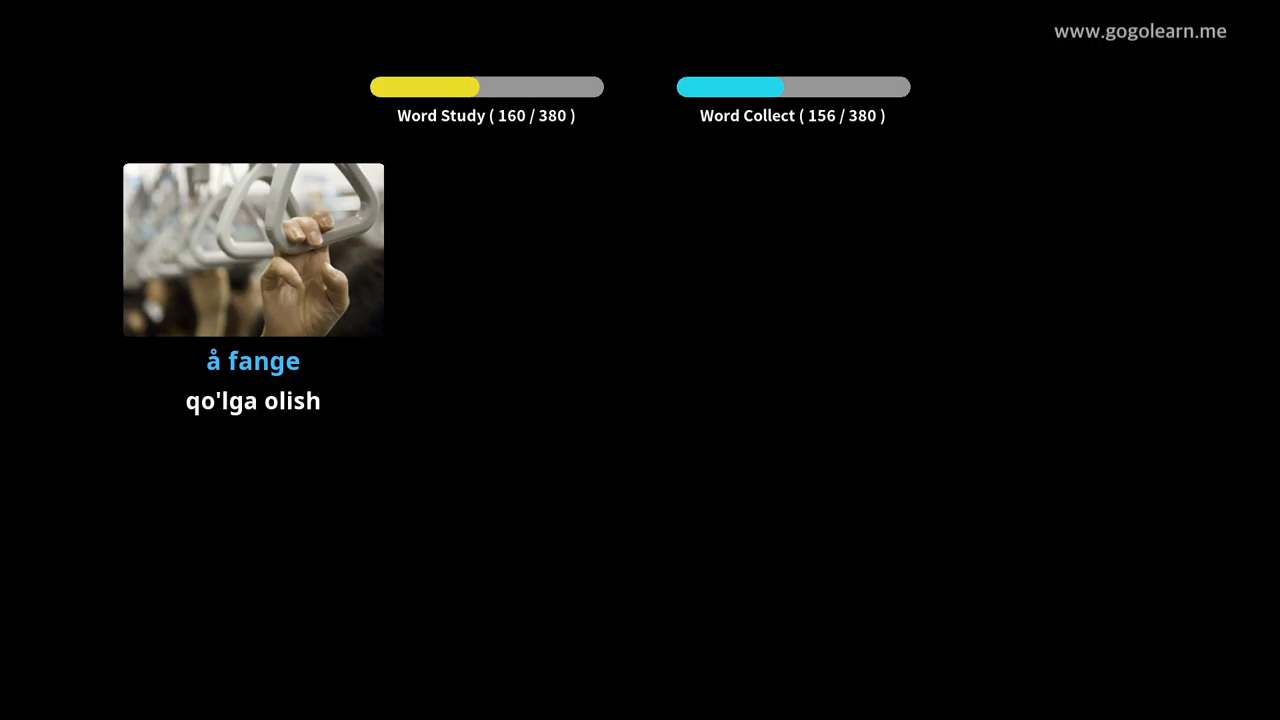 www.gogolearn.me
Word Study ( 160 / 380 )
Word Collect ( 156 / 380 )
å fange
qo'lga olish